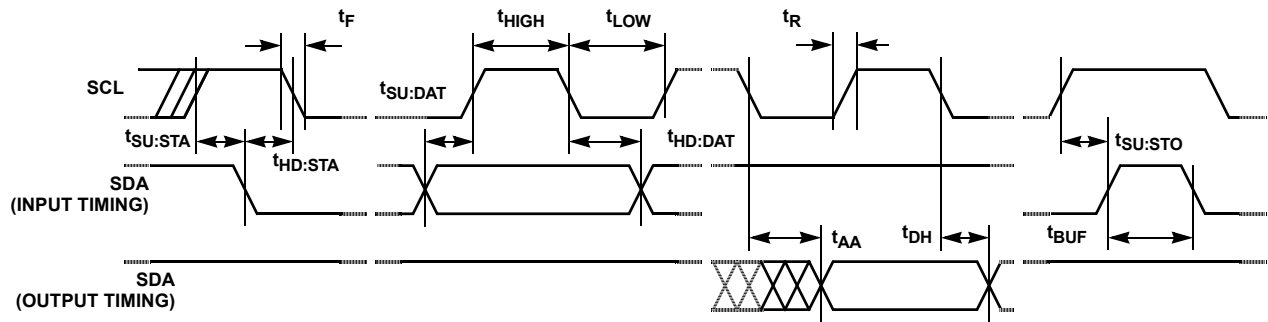 tF
tHIGH
tLOW
tR
SCL
tSU:DAT
tSU:STA
tHD:STA
tHD:DAT
tSU:STO
SDA
(INPUT TIMING)
tAA
tDH
tBUF
SDA
(OUTPUT TIMING)